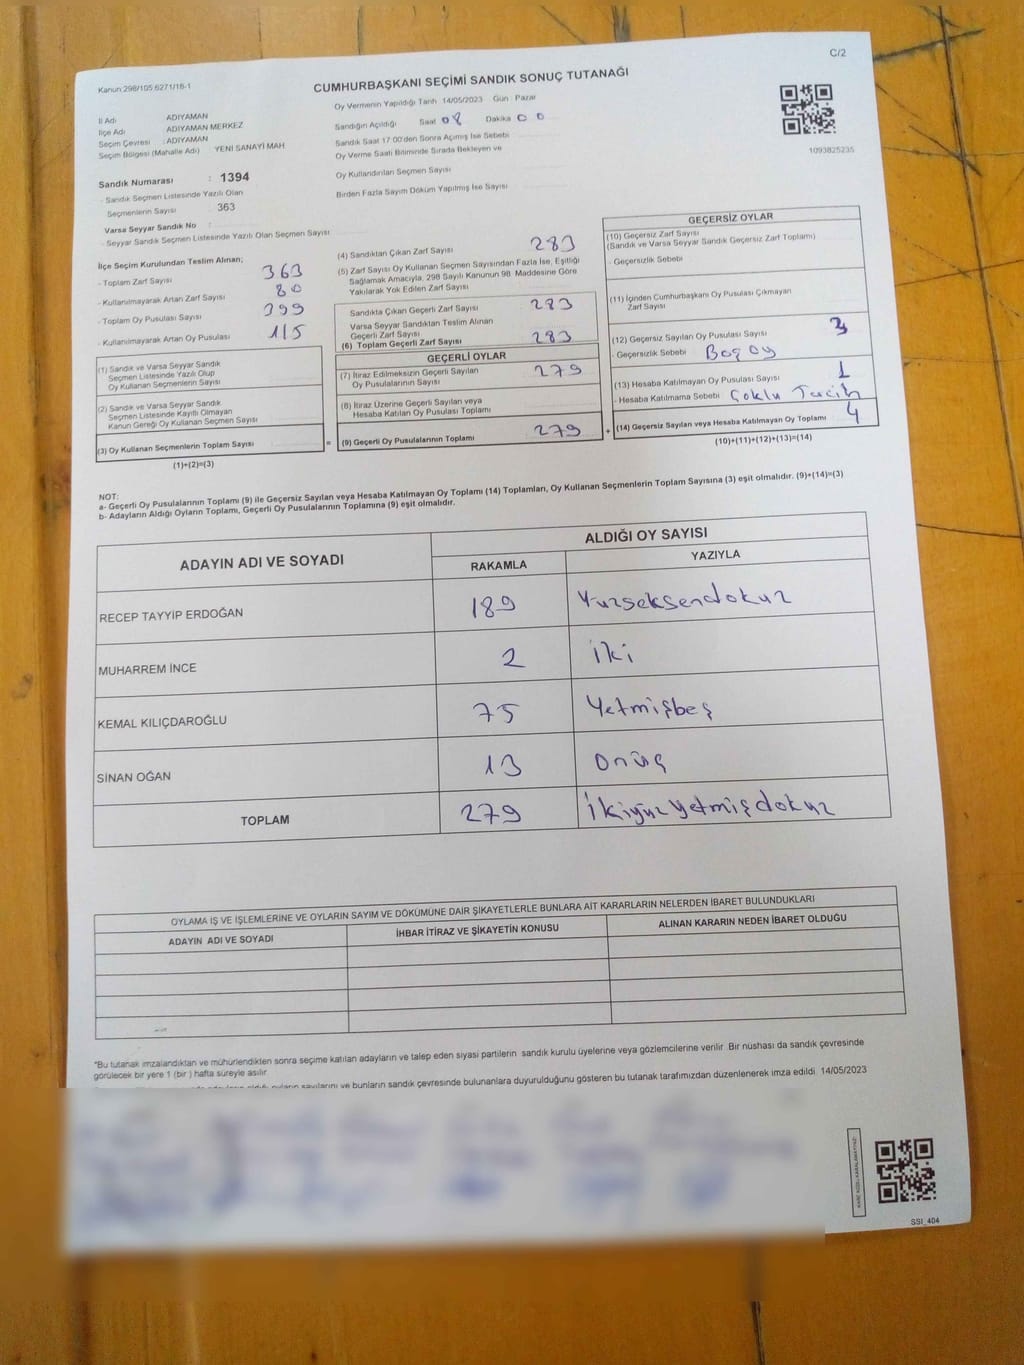 C/2
Kanun:298/105,6271/18-1
CUMHURBAŞKANI SEÇİMİ SANDIK SONUÇ TUTANAĞI
Oy Vermenin Yapıldığı Tarih 14/05/2023 Gün : Pazar
İl Adı ADIYAMAN
İlçe Adı ADIYAMAN MERKEZ
Seçim Çevresi : ADIYAMAN
Seçim Bölgesi (Mahalle Adı) YENİ SANAYİ MAH
Sandığın Açıldığı Saat 08 Dakika 00
Sandık Saat 17:00'den Sonra Açılmış İse Sebebi
Oy Verme Saati Bitiminde Sırada Bekleyen ve
Oy Kullandırılan Seçmen Sayısı
Birden Fazla Sayım Döküm Yapılmış İse Sayısı
1093825235
Sandık Numarası : 1394
- Sandık Seçmen Listesinde Yazılı Olan
Seçmenlerin Sayısı : 363
Varsa Seyyar Sandık No :
- Seyyar Sandık Seçmen Listesinde Yazılı Olan Seçmen Sayısı
İlçe Seçim Kurulundan Teslim Alınan;
- Toplam Zarf Sayısı 363
- Kullanılmayarak Artan Zarf Sayısı 80
- Toplam Oy Pusulası Sayısı 399
- Kullanılmayarak Artan Oy Pusulası 115
(1) Sandık ve Varsa Seyyar Sandık
Seçmen Listesinde Yazılı Olup
Oy Kullanan Seçmenlerin Sayısı
(2) Sandık ve Varsa Seyyar Sandık
Seçmen Listesinde Kayıtlı Olmayan
Kanun Gereği Oy Kullanan Seçmen Sayısı
(3) Oy Kullanan Seçmenlerin Toplam Sayısı =
(1)+(2)=(3)
(4) Sandıktan Çıkan Zarf Sayısı 283
(5) Zarf Sayısı Oy Kullanan Seçmen Sayısından Fazla İse, Eşitliği
Sağlamak Amacıyla, 298 Sayılı Kanunun 98. Maddesine Göre
Yakılarak Yok Edilen Zarf Sayısı
Sandıkta Çıkan Geçerli Zarf Sayısı 283
Varsa Seyyar Sandıktan Teslim Alınan
Geçerli Zarf Sayısı
(6) Toplam Geçerli Zarf Sayısı 283
GEÇERLİ OYLAR
(7) İtiraz Edilmeksizin Geçerli Sayılan
Oy Pusulalarının Sayısı 279
(8) İtiraz Üzerine Geçerli Sayılan veya
Hesaba Katılan Oy Pusulası Toplamı
(9) Geçerli Oy Pusulalarının Toplamı 279 +
GEÇERSİZ OYLAR
(10) Geçersiz Zarf Sayısı
(Sandık ve Varsa Seyyar Sandık Geçersiz Zarf Toplamı)
- Geçersizlik Sebebi
(11) İçinden Cumhurbaşkanı Oy Pusulası Çıkmayan
Zarf Sayısı
(12) Geçersiz Sayılan Oy Pusulası Sayısı 3
- Geçersizlik Sebebi Boş oy
(13) Hesaba Katılmayan Oy Pusulası Sayısı 1
- Hesaba Katılmama Sebebi Çoklu Tercih
(14) Geçersiz Sayılan veya Hesaba Katılmayan Oy Toplamı 4
(10)+(11)+(12)+(13)=(14)
NOT:
a- Geçerli Oy Pusulalarının Toplamı (9) ile Geçersiz Sayılan veya Hesaba Katılmayan Oy Toplamı (14) Toplamları, Oy Kullanan Seçmenlerin Toplam Sayısına (3) eşit olmalıdır. (9)+(14)=(3)
b- Adayların Aldığı Oyların Toplamı, Geçerli Oy Pusulalarının Toplamına (9) eşit olmalıdır.
ADAYIN ADI VE SOYADI ALDIĞI OY SAYISI
RAKAMLA YAZIYLA
RECEP TAYYİP ERDOĞAN 189 Yüzseksendokuz
MUHARREM İNCE 2 iki
KEMAL KILIÇDAROĞLU 75 Yetmişbeş
SİNAN OĞAN 13 onüç
TOPLAM 279 ikiyüzyetmişdokuz
OYLAMA İŞ VE İŞLEMLERİNE VE OYLARIN SAYIM VE DÖKÜMÜNE DAİR ŞİKAYETLERLE BUNLARA AİT KARARLARIN NELERDEN İBARET BULUNDUKLARI
ADAYIN ADI VE SOYADI İHBAR İTİRAZ VE ŞİKAYETİN KONUSU ALINAN KARARIN NEDEN İBARET OLDUĞU
*Bu tutanak imzalandıktan ve mühürlendikten sonra seçime katılan adayların ve talep eden siyasi partilerin sandık kurulu üyelerine veya gözlemcilerine verilir. Bir nüshası da sandık çevresinde
görülecek bir yere 1 (bir ) hafta süreyle asılır.
sayılarını ve bunların sandık çevresinde bulunanlara duyurulduğunu gösteren bu tutanak tarafımızdan düzenlenerek imza edildi. 14/05/2023
SSI_404